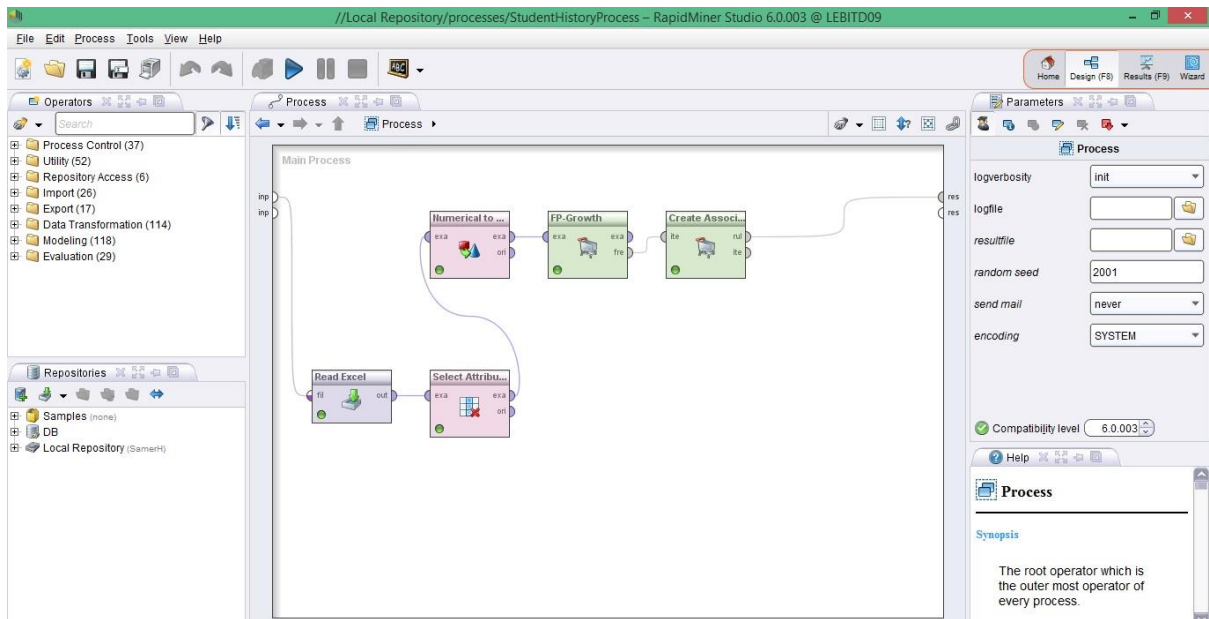 //Local Repository/processes/StudentHistoryProcess – RapidMiner Studio 6.0.003 @ LEBITD09
File Edit Process Tools View Help
ABC
Home Design (F8) Results (F9) Wizard
Operators
Search
Process Control (37)
Utility (52)
Repository Access (6)
Import (26)
Export (17)
Data Transformation (114)
Modeling (118)
Evaluation (29)
Repositories
Samples (none)
DB
Local Repository (SamerH)
Process
Process
Main Process
inp
inp
res
res
Numerical to ...
exa exa
ori
FP-Growth
exa exa
fre
Create Associ...
ite rul
ite
Read Excel
fil out
Select Attribu...
exa exa
ori
Parameters
Process
logverbosity init
logfile
resultfile
random seed 2001
send mail never
encoding SYSTEM
Compatibility level 6.0.003
Help
Process
Synopsis
The root operator which is
the outer most operator of
every process.